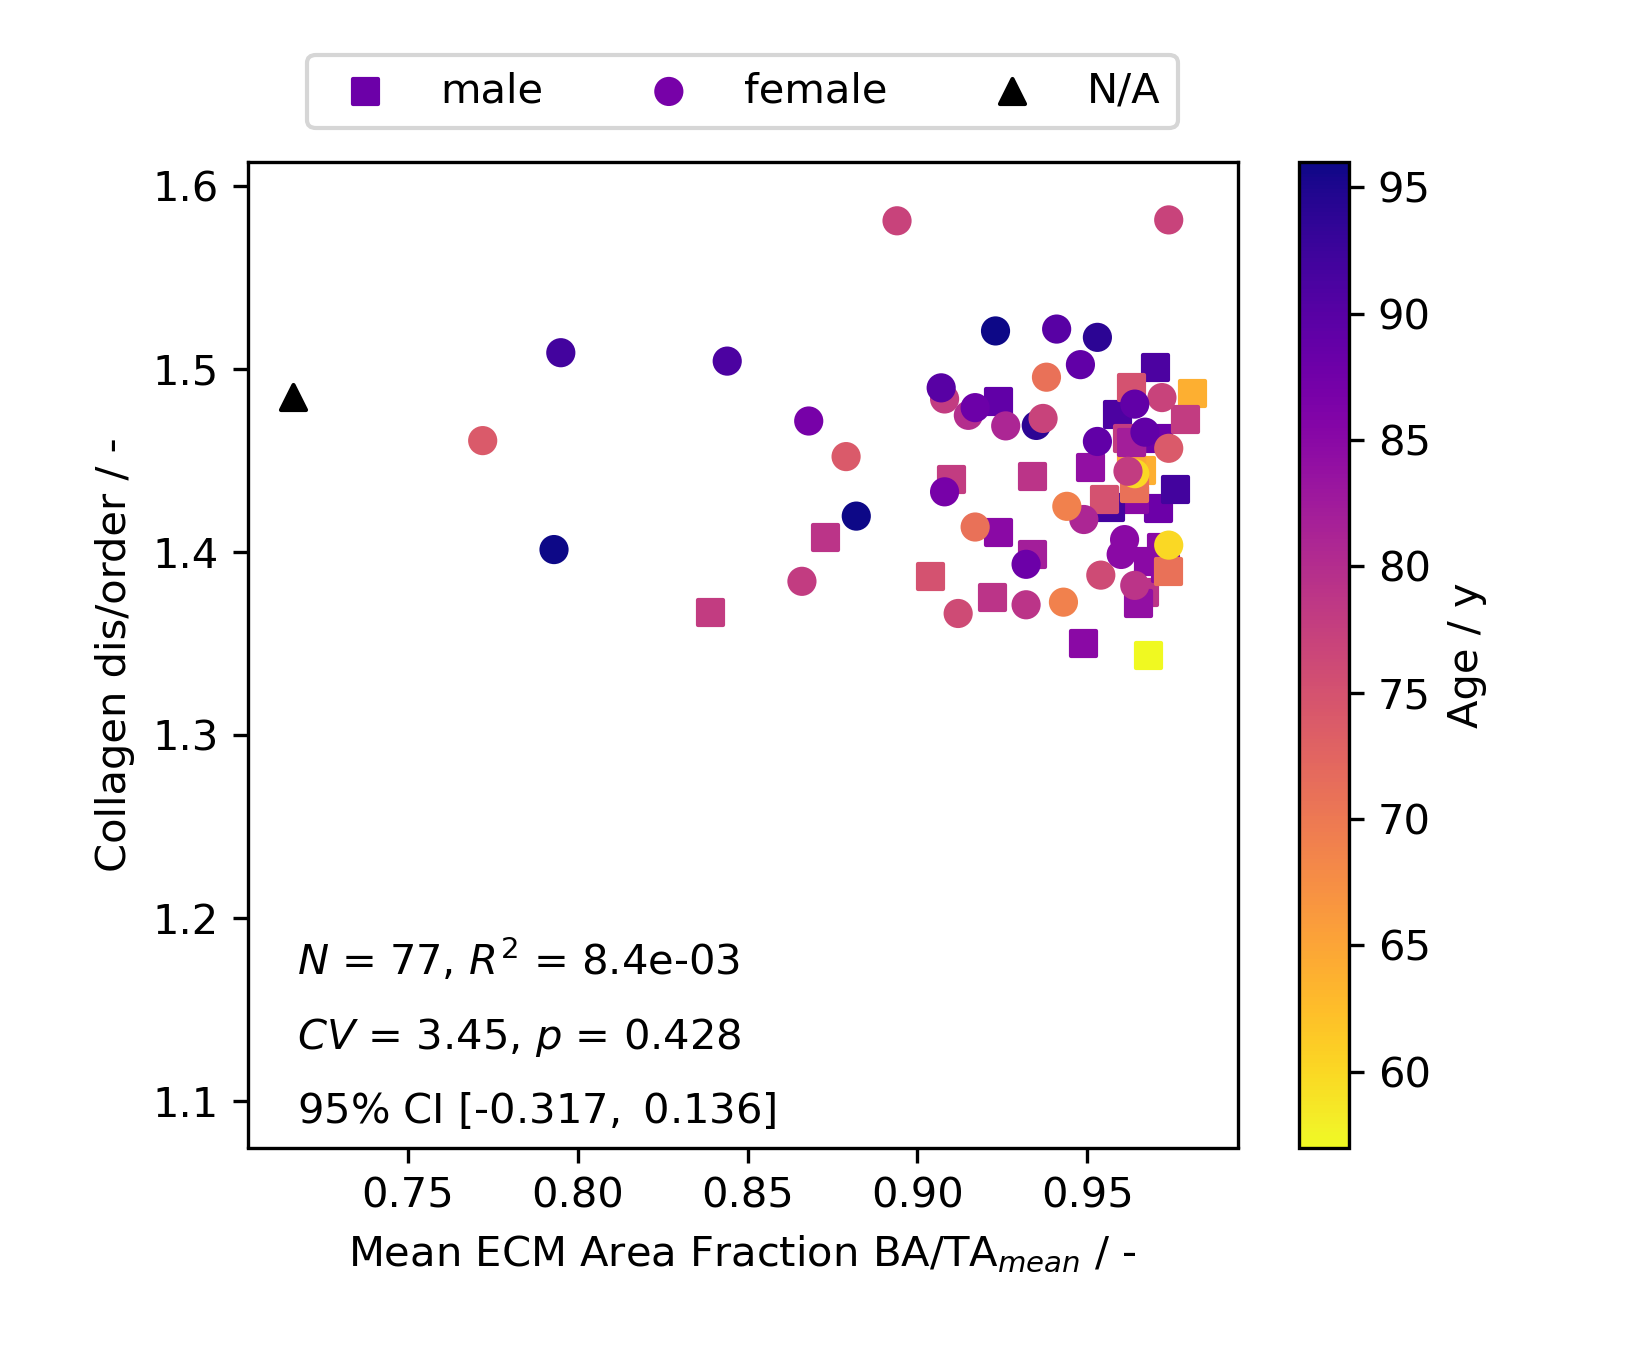 male female N/A
1.6
1.5
1.4
1.3
1.2
1.1
Collagen dis/order / -
N = 77, R² = 8.4e-03
CV = 3.45, p = 0.428
95% CI [-0.317, 0.136]
0.75 0.80 0.85 0.90 0.95
Mean ECM Area Fraction BA/TA_mean / -
95
90
85
80
75
70
65
60
Age / y